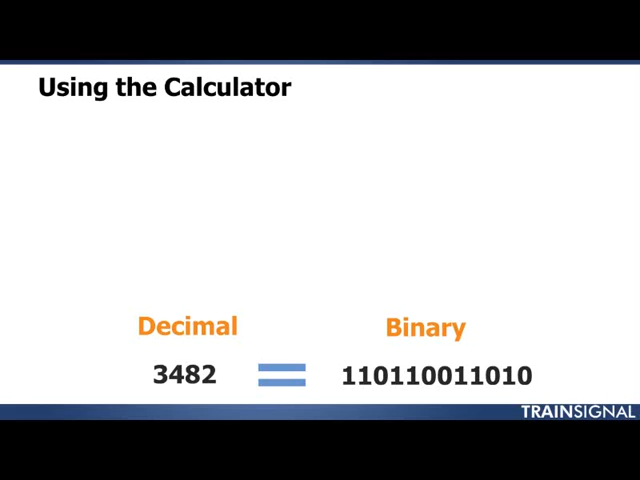 Using the Calculator
Decimal Binary
3482 = 110110011010
TRAINSIGNAL